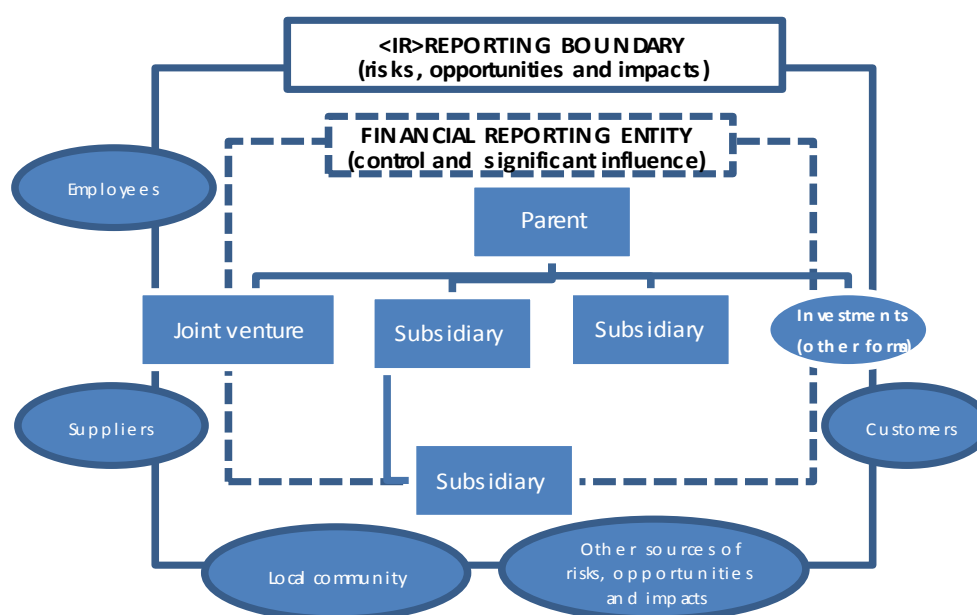 <IR>REPORTING BOUNDARY
(risks, opportunities and impacts)
FINANCIAL REPORTING ENTITY
(control and significant influence)
Employees
Parent
Joint venture
Subsidiary
Subsidiary
Investments
(other forms)
Suppliers
Customers
Subsidiary
Local community
Other sources of
risks, opportunities
and impacts